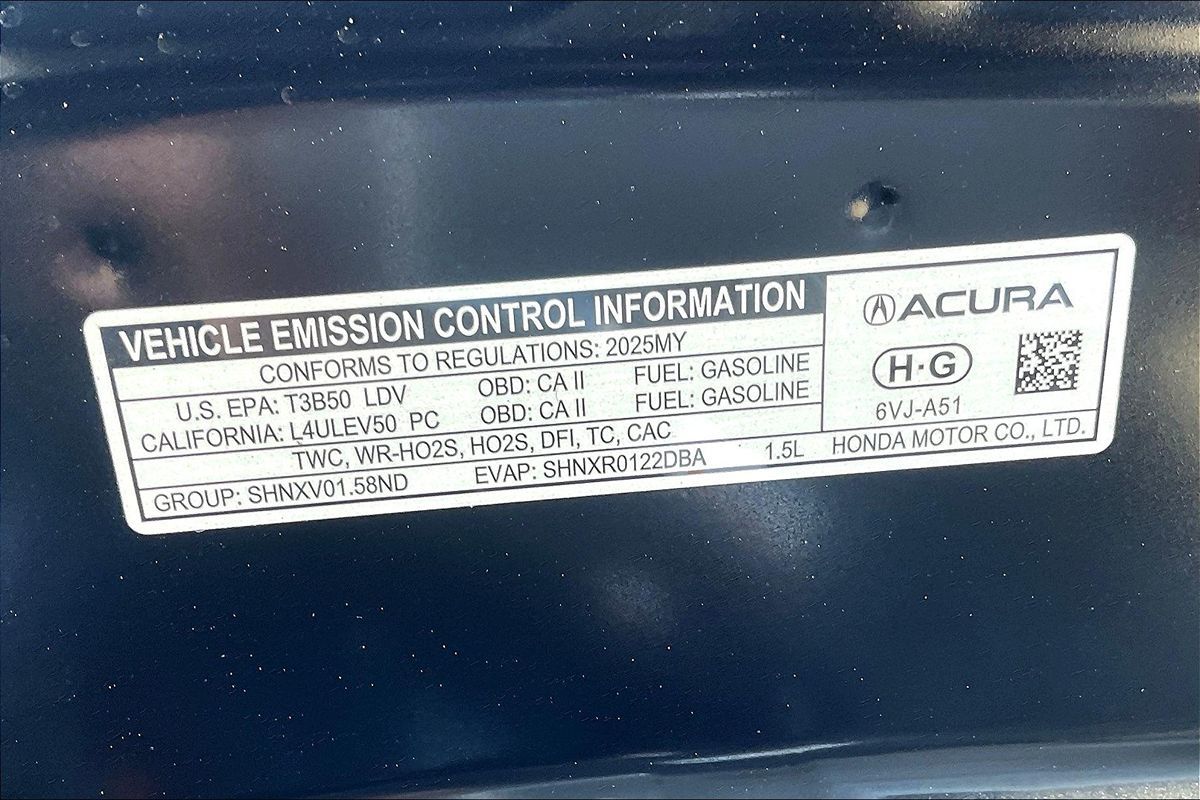 VEHICLE EMISSION CONTROL INFORMATION
CONFORMS TO REGULATIONS: 2025MY
U.S. EPA: T3B50 LDV OBD: CA II FUEL: GASOLINE
CALIFORNIA: L4ULEV50 PC OBD: CA II FUEL: GASOLINE
TWC, WR-HO2S, HO2S, DFI, TC, CAC
GROUP: SHNXV01.58ND EVAP: SHNXR0122DBA 1.5L HONDA MOTOR CO., LTD.
ACURA
H·G
6VJ-A51